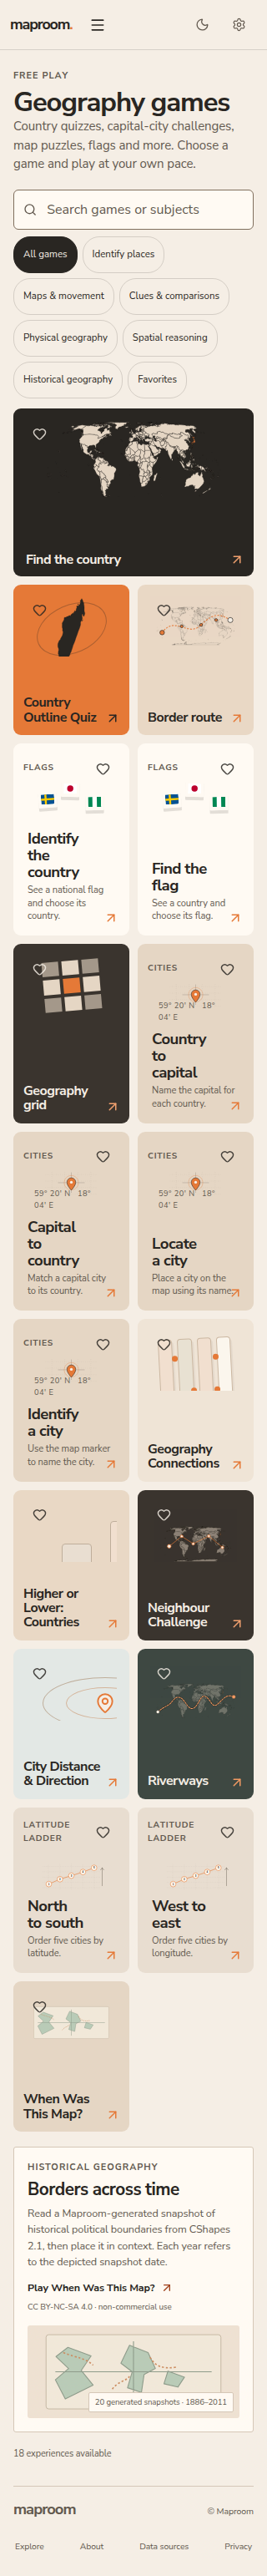 maproom.
FREE PLAY
Geography games
Country quizzes, capital-city challenges,
map puzzles, flags and more. Choose a
game and play at your own pace.
Search games or subjects
All games
Identify places
Maps & movement
Clues & comparisons
Physical geography
Spatial reasoning
Historical geography
Favorites
Find the country
Country
Outline Quiz
Border route
FLAGS
Identify
the
country
See a national flag
and choose its
country.
FLAGS
Find the
flag
See a country and
choose its flag.
Geography
grid
CITIES
59° 20' N 18°
04' E
Country
to
capital
Name the capital for
each country.
CITIES
59° 20' N 18°
04' E
Capital
to
country
Match a capital city
to its country.
CITIES
59° 20' N 18°
04' E
Locate
a city
Place a city on the
map using its name.
CITIES
59° 20' N 18°
04' E
Identify
a city
Use the map marker
to name the city.
Geography
Connections
Higher or
Lower:
Countries
Neighbour
Challenge
City Distance
& Direction
Riverways
LATITUDE
LADDER
North
to south
Order five cities by
latitude.
LATITUDE
LADDER
West to
east
Order five cities by
longitude.
When Was
This Map?
HISTORICAL GEOGRAPHY
Borders across time
Read a Maproom-generated snapshot of
historical political boundaries from CShapes
2.1, then place it in context. Each year refers
to the depicted snapshot date.
Play When Was This Map?
CC BY-NC-SA 4.0 · non-commercial use
20 generated snapshots · 1886–2011
18 experiences available
maproom
© Maproom
Explore
About
Data sources
Privacy